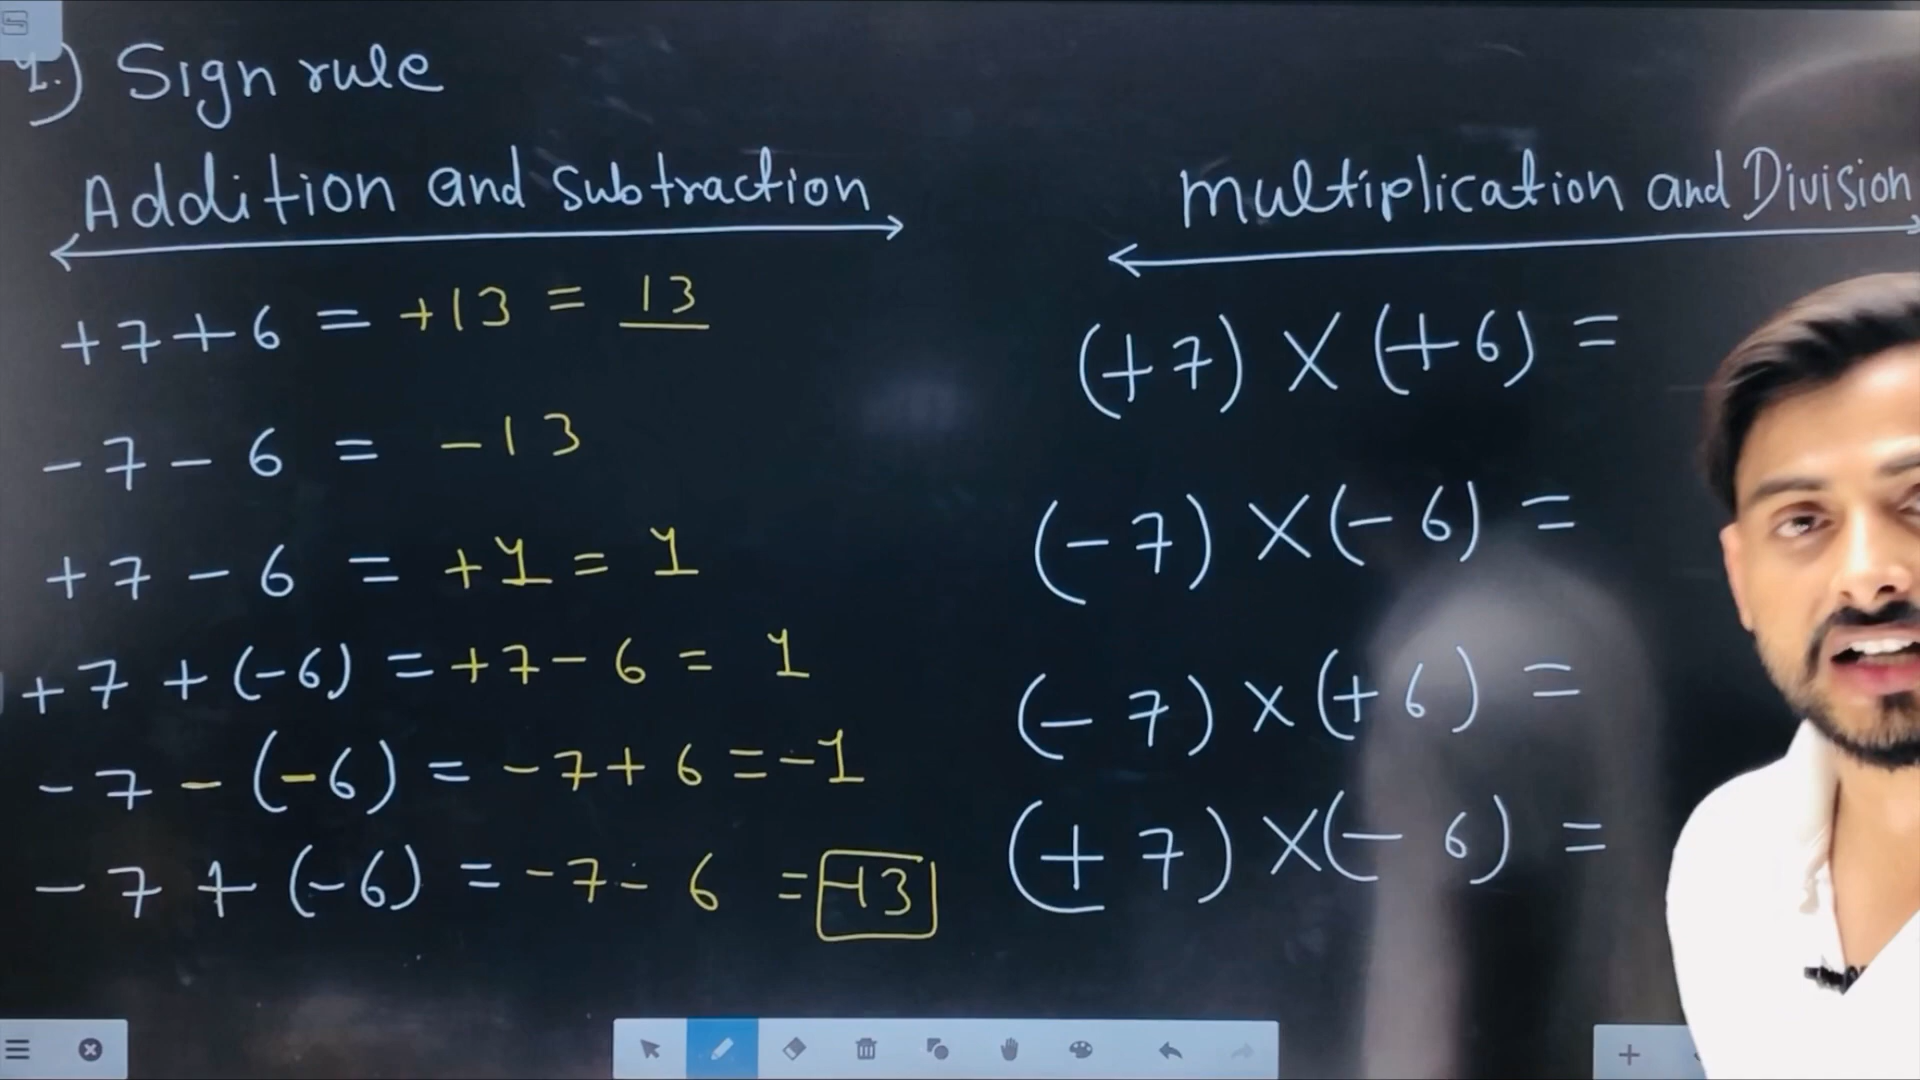 1.) Sign rule
Addition and subtraction
+7+6 = +13 = 13
-7-6 = -13
+7-6 = +1 = 1
+7+(-6) = +7-6 = 1
-7-(-6) = -7+6 = -1
-7+(-6) = -7-6 = -13
multiplication and Division
(+7)×(+6) =
(-7)×(-6) =
(-7)×(+6) =
(+7)×(-6) =